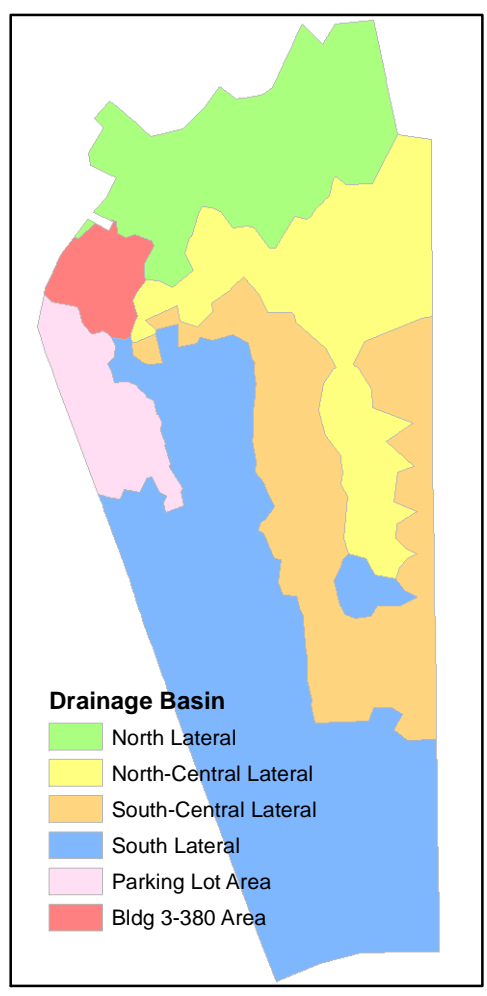 Drainage Basin
North Lateral
North-Central Lateral
South-Central Lateral
South Lateral
Parking Lot Area
Bldg 3-380 Area